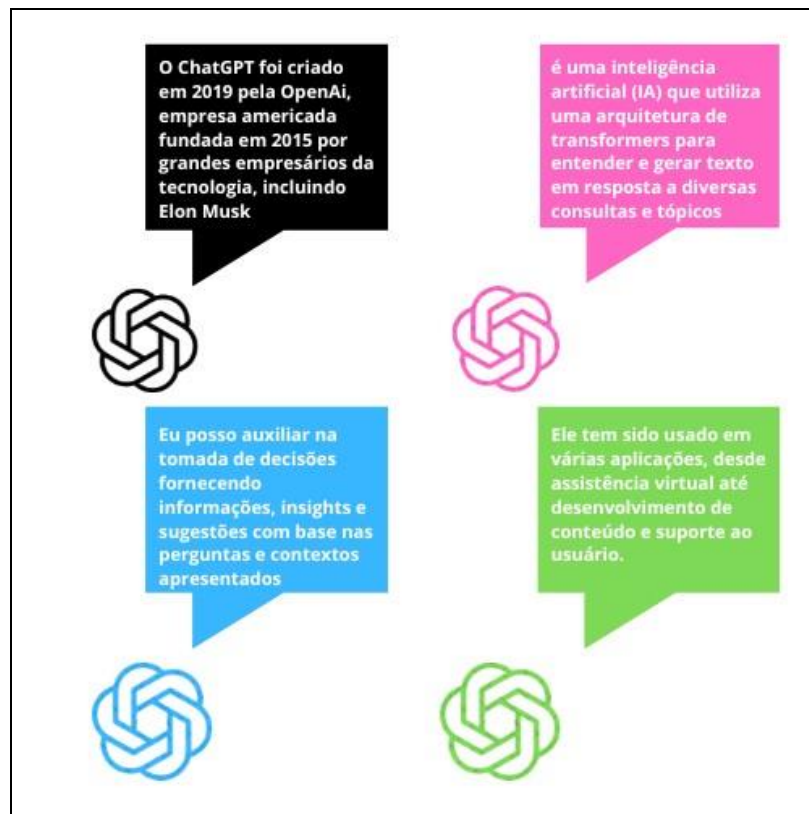 O ChatGPT foi criado
em 2019 pela OpenAi,
empresa americada
fundada em 2015 por
grandes empresários da
tecnologia, incluindo
Elon Musk
é uma inteligência
artificial (IA) que utiliza
uma arquitetura de
transformers para
entender e gerar texto
em resposta a diversas
consultas e tópicos
Eu posso auxiliar na
tomada de decisões
fornecendo
informações, insights e
sugestões com base nas
perguntas e contextos
apresentados
Ele tem sido usado em
várias aplicações, desde
assistência virtual até
desenvolvimento de
conteúdo e suporte ao
usuário.